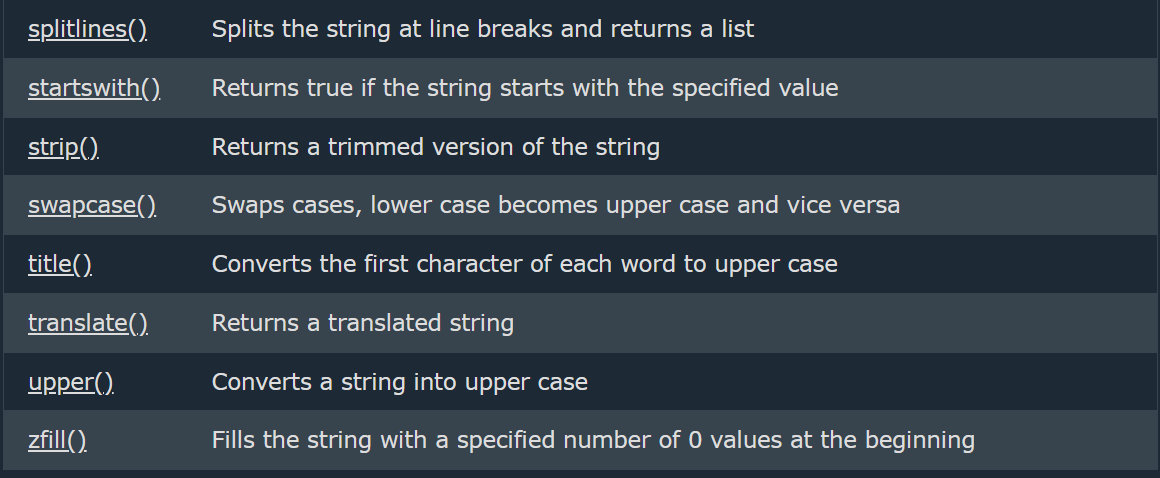 splitlines() Splits the string at line breaks and returns a list
startswith() Returns true if the string starts with the specified value
strip() Returns a trimmed version of the string
swapcase() Swaps cases, lower case becomes upper case and vice versa
title() Converts the first character of each word to upper case
translate() Returns a translated string
upper() Converts a string into upper case
zfill() Fills the string with a specified number of 0 values at the beginning